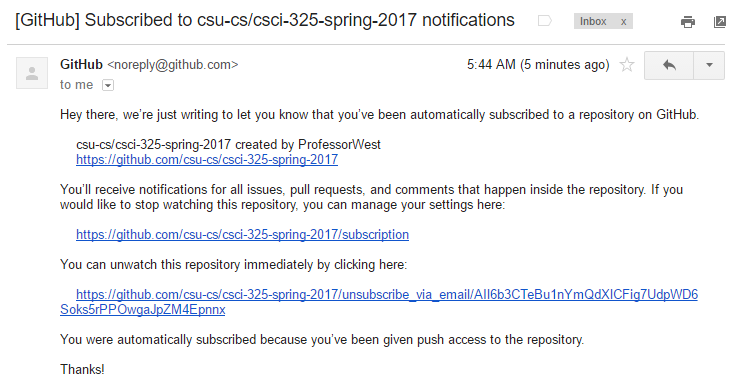 [GitHub] Subscribed to csu-cs/csci-325-spring-2017 notifications
Inbox x
GitHub <noreply@github.com>
5:44 AM (5 minutes ago)
to me
Hey there, we’re just writing to let you know that you’ve been automatically subscribed to a repository on GitHub.
csu-cs/csci-325-spring-2017 created by ProfessorWest
https://github.com/csu-cs/csci-325-spring-2017
You’ll receive notifications for all issues, pull requests, and comments that happen inside the repository. If you
would like to stop watching this repository, you can manage your settings here:
https://github.com/csu-cs/csci-325-spring-2017/subscription
You can unwatch this repository immediately by clicking here:
https://github.com/csu-cs/csci-325-spring-2017/unsubscribe_via_email/AII6b3CTeBu1nYmQdXICFig7UdpWD6
Soks5rPPOwgaJpZM4Epnnx
You were automatically subscribed because you’ve been given push access to the repository.
Thanks!